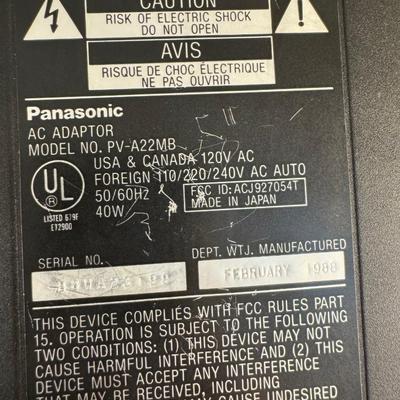 CAUTION
RISK OF ELECTRIC SHOCK
DO NOT OPEN
AVIS
RISQUE DE CHOC ÉLECTRIQUE
NE PAS OUVRIR
Panasonic
AC ADAPTOR
MODEL NO. PV-A22MB
USA & CANADA 120V AC
FOREIGN 110/220/240V AC AUTO
50/60Hz
40W
FCC ID: ACJ927054T
MADE IN JAPAN
UL
®
LISTED 679F
E72900
SERIAL NO.
DEPT. WTJ. MANUFACTURED
FEBRUARY 1988
THIS DEVICE COMPLIES WITH FCC RULES PART
15. OPERATION IS SUBJECT TO THE FOLLOWING
TWO CONDITIONS: (1) THIS DEVICE MAY NOT
CAUSE HARMFUL INTERFERENCE AND (2) THIS
DEVICE MUST ACCEPT ANY INTERFERENCE
RECEIVED, INCLUDING
THAT MAY CAUSE UNDESIRED